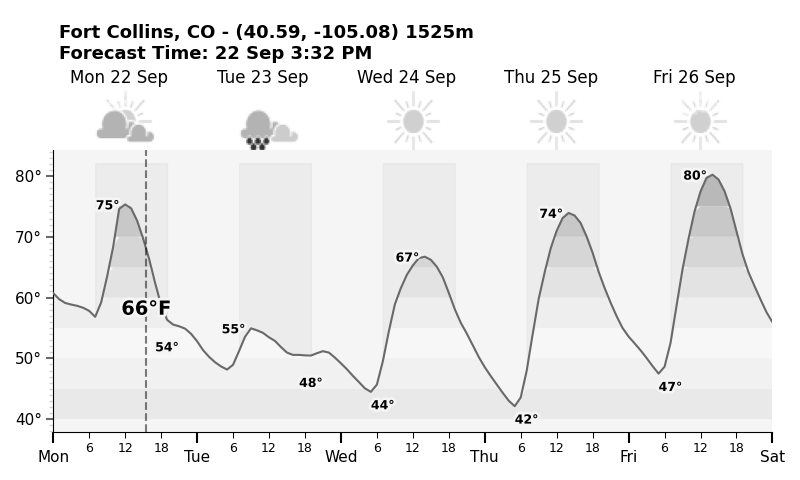 Fort Collins, CO - (40.59, -105.08) 1525m
Forecast Time: 22 Sep 3:32 PM
Mon 22 Sep Tue 23 Sep Wed 24 Sep Thu 25 Sep Fri 26 Sep
80°
70°
60°
50°
40°
75°
66°F
54°
55°
48°
67°
44°
74°
42°
80°
47°
6 12 18 6 12 18 6 12 18 6 12 18 6 12 18
Mon Tue Wed Thu Fri Sat